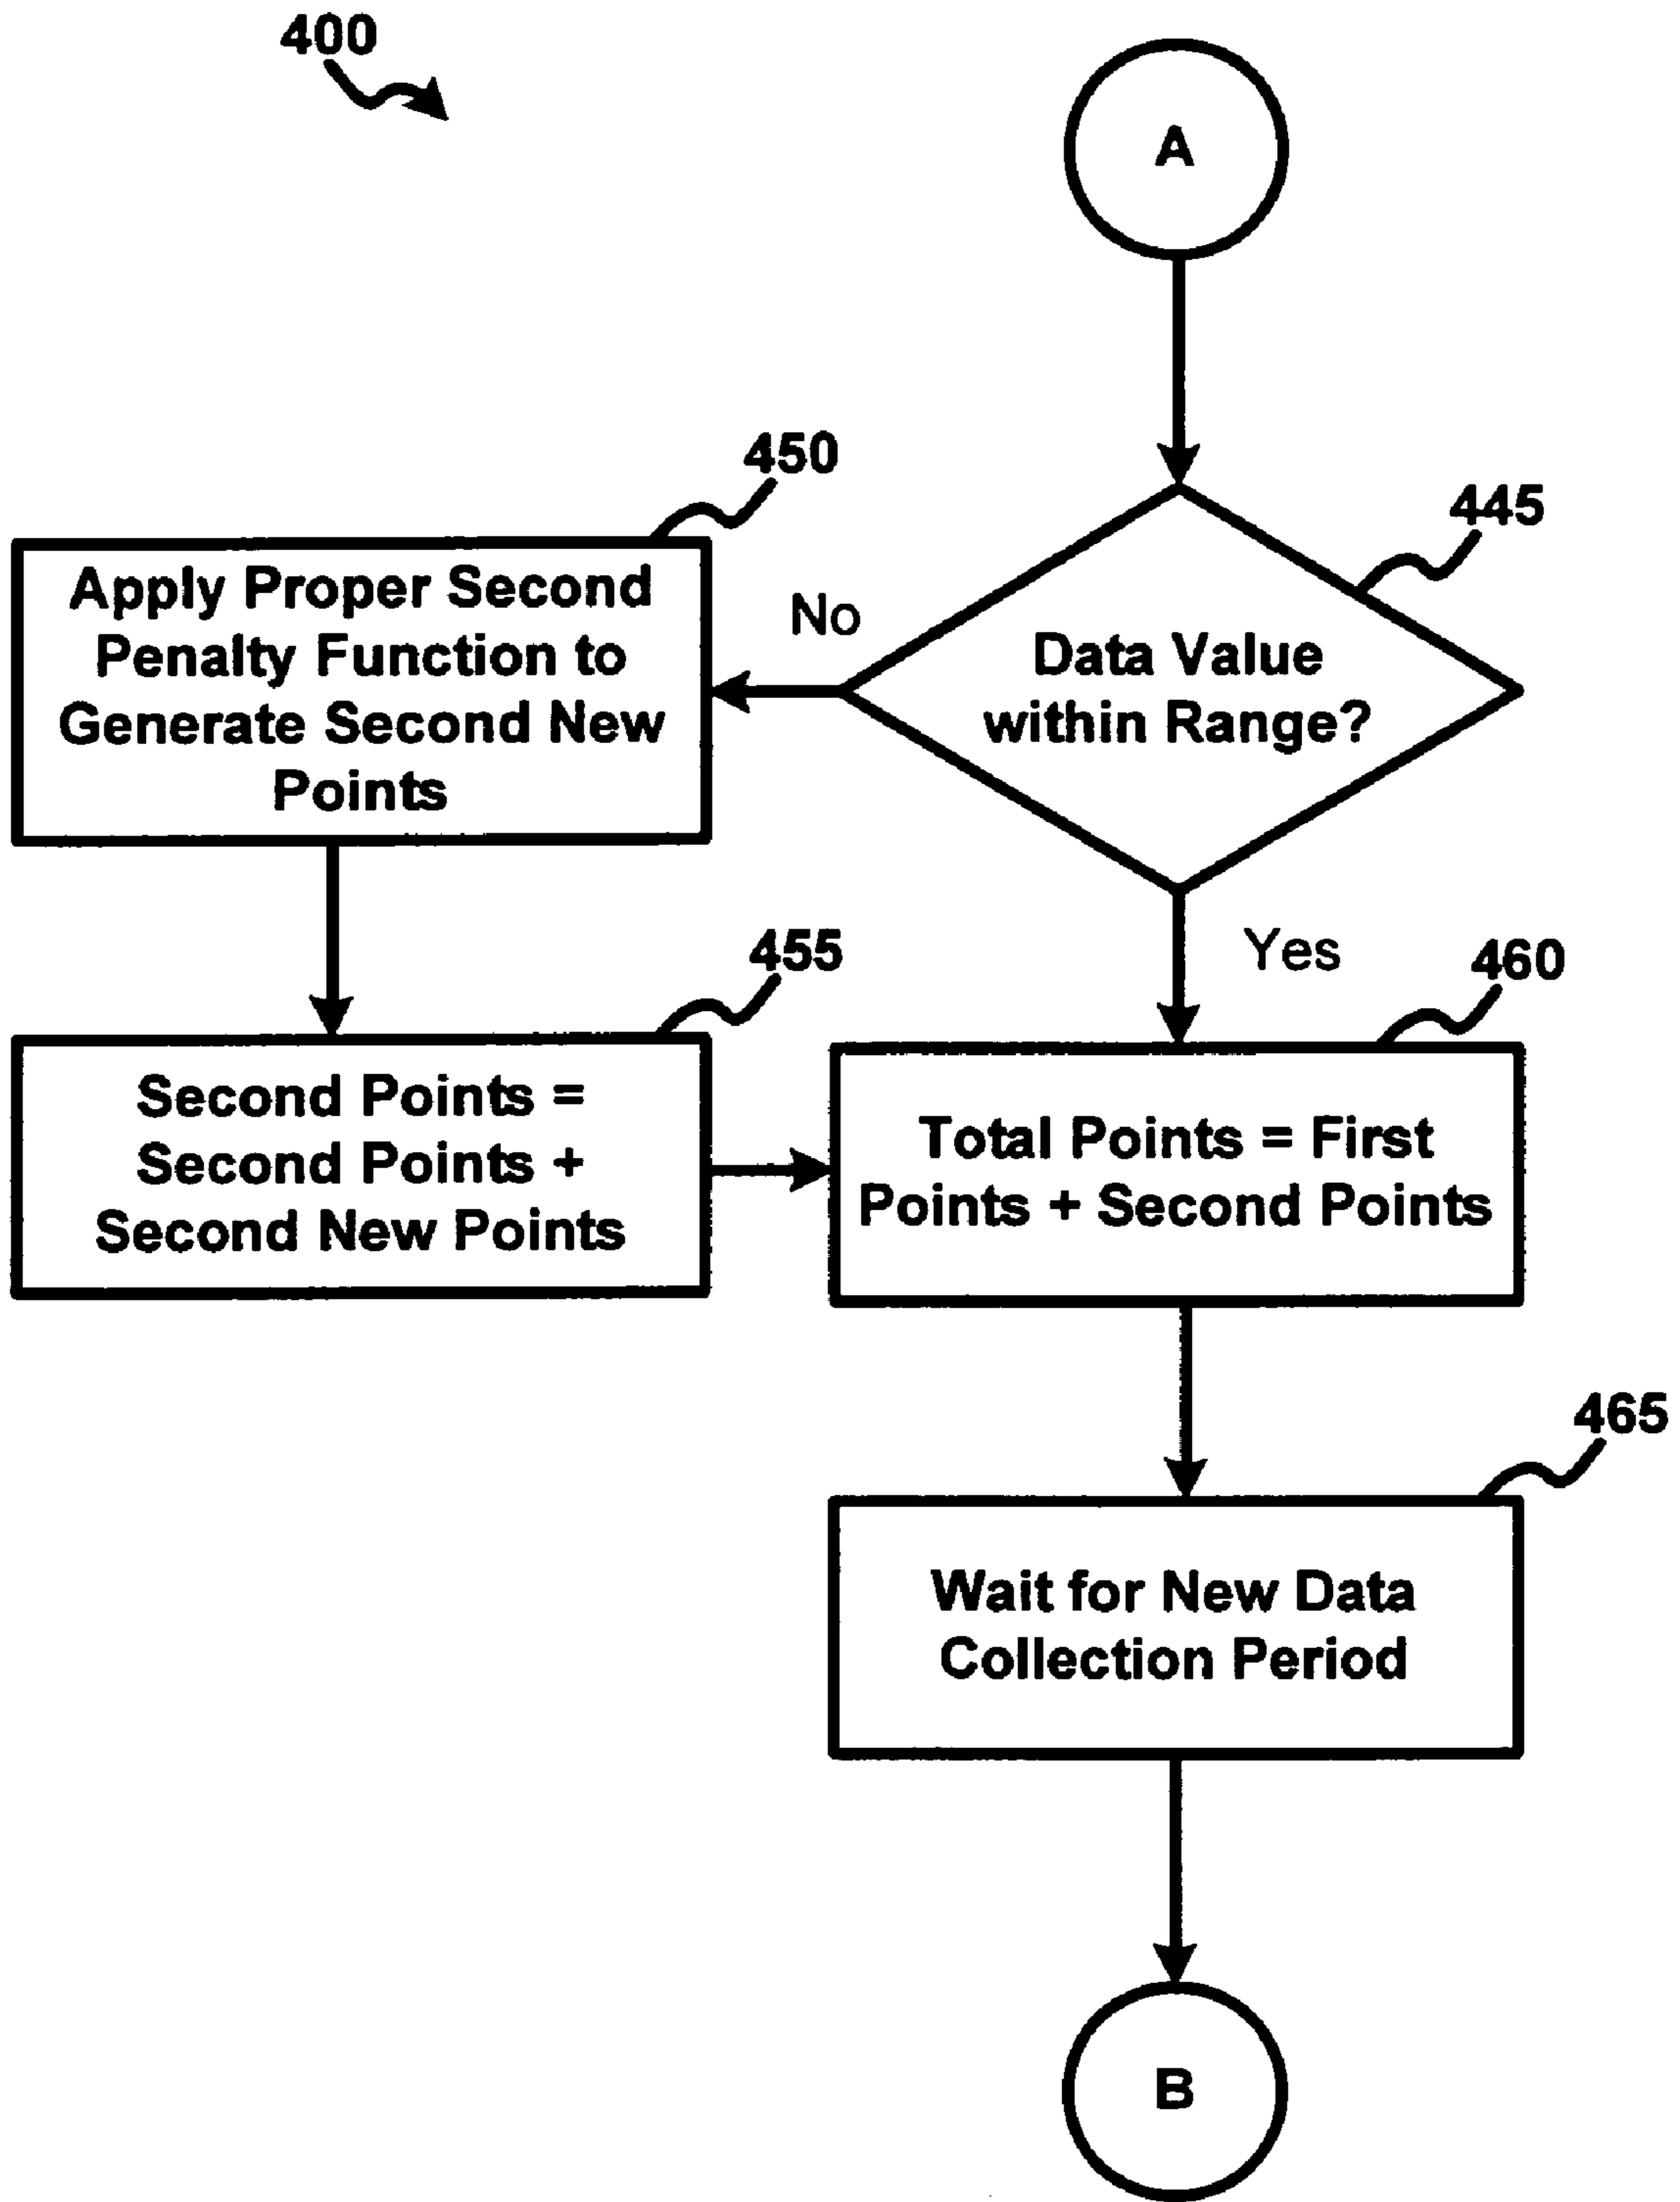 400
A
450
445
Apply Proper Second
Penalty Function to
Generate Second New
Points
No
Data Value
within Range?
455
Yes
460
Second Points =
Second Points +
Second New Points
Total Points = First
Points + Second Points
465
Wait for New Data
Collection Period
B